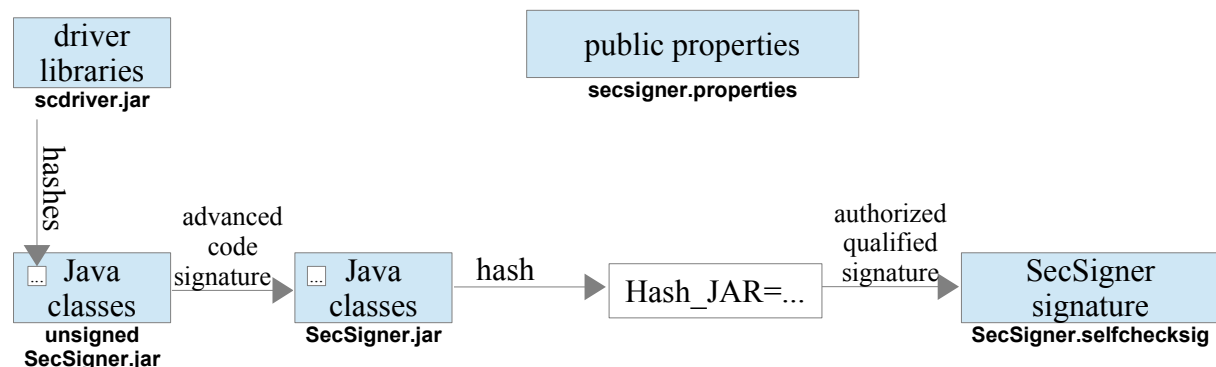 driver
libraries
scdriver.jar
public properties
secsigner.properties
hashes
... Java
classes
unsigned
SecSigner.jar
advanced
code
signature
... Java
classes
SecSigner.jar
hash
Hash_JAR=...
authorized
qualified
signature
SecSigner
signature
SecSigner.selfchecksig